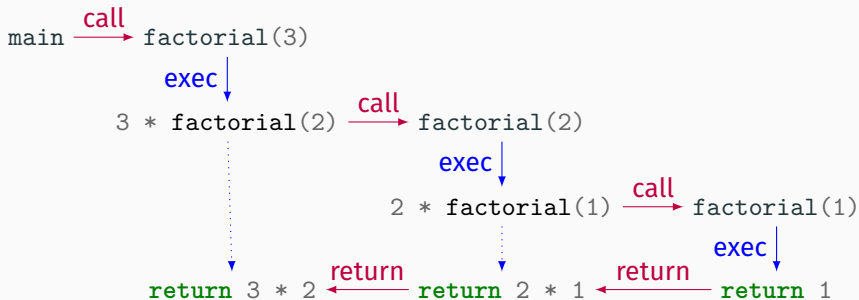 call
main factorial(3)
exec
call
3 * factorial(2) factorial(2)
exec
call
2 * factorial(1) factorial(1)
exec
return return
return 3 * 2 return 2 * 1 return 1